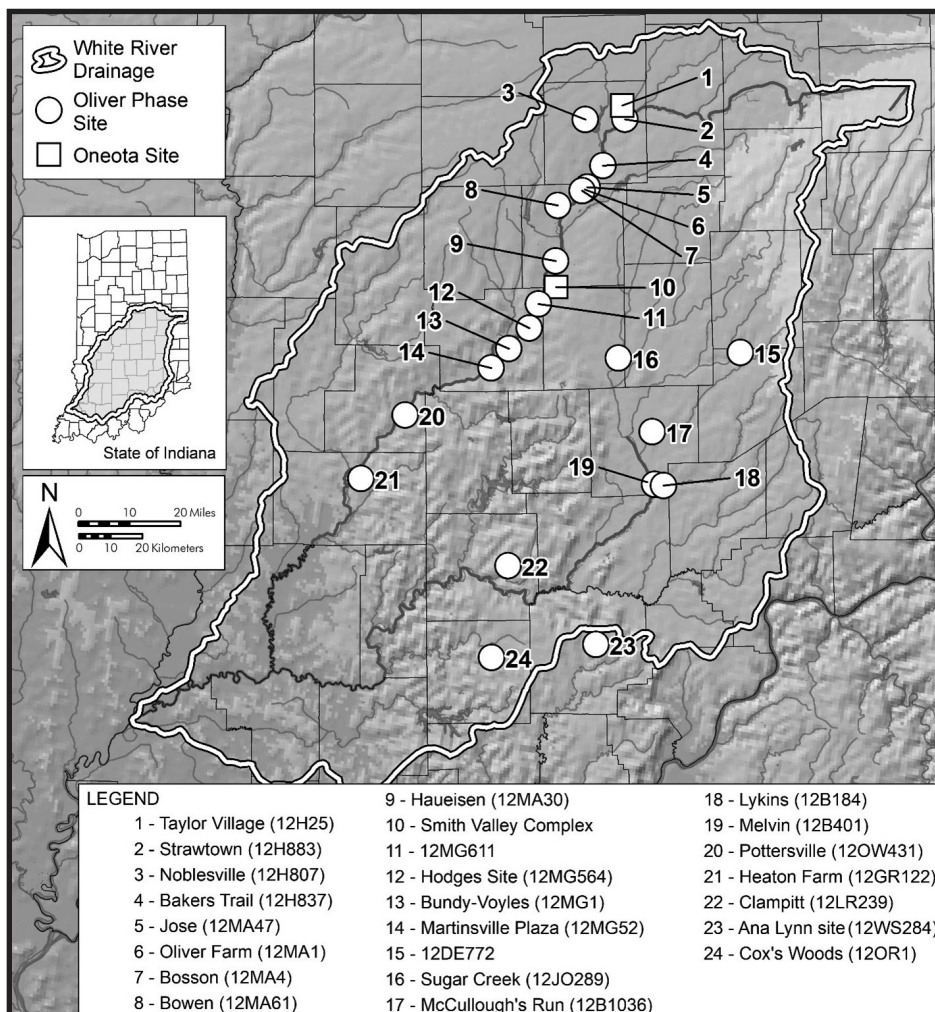 White River
Drainage
Oliver Phase
Site
Oneota Site
State of Indiana
N
0 10 20 Miles
0 10 20 Kilometers
1
3
2
4
5
8
6
7
9
10
12
11
13
14
16
15
20
17
19
18
21
22
23
24
LEGEND
1 - Taylor Village (12H25)
2 - Strawtown (12H883)
3 - Noblesville (12H807)
4 - Bakers Trail (12H837)
5 - Jose (12MA47)
6 - Oliver Farm (12MA1)
7 - Bosson (12MA4)
8 - Bowen (12MA61)
9 - Haueisen (12MA30)
10 - Smith Valley Complex
11 - 12MG611
12 - Hodges Site (12MG564)
13 - Bundy-Voyles (12MG1)
14 - Martinsville Plaza (12MG52)
15 - 12DE772
16 - Sugar Creek (12JO289)
17 - McCullough's Run (12B1036)
18 - Lykins (12B184)
19 - Melvin (12B401)
20 - Pottersville (12OW431)
21 - Heaton Farm (12GR122)
22 - Clampitt (12LR239)
23 - Ana Lynn site (12WS284)
24 - Cox's Woods (12OR1)